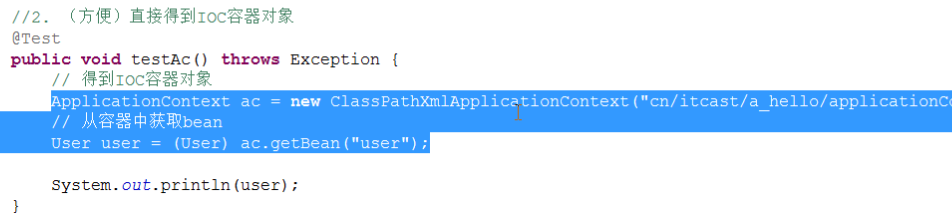 //2. （方便）直接得到IOC容器对象
@Test
public void testAc() throws Exception {
// 得到IOC容器对象
ApplicationContext ac = new ClassPathXmlApplicationContext("cn/itcast/a_hello/applicationCo
// 从容器中获取bean
User user = (User) ac.getBean("user");
System.out.println(user);
}